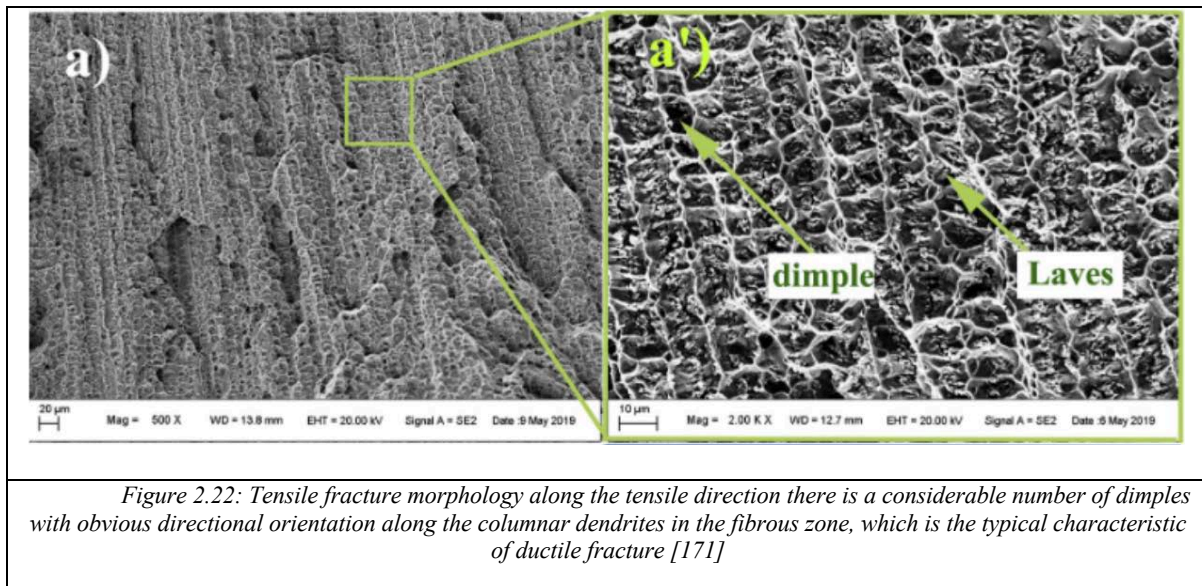 a)
a')
dimple
Laves
20 µm
Mag = 500 X WD = 13.8 mm EHT = 20.00 kV Signal A = SE2 Date :9 May 2019
10 µm
Mag = 2.00 K X WD = 12.7 mm EHT = 20.00 kV Signal A = SE2 Date :6 May 2019
Figure 2.22: Tensile fracture morphology along the tensile direction there is a considerable number of dimples
with obvious directional orientation along the columnar dendrites in the fibrous zone, which is the typical characteristic
of ductile fracture [171]